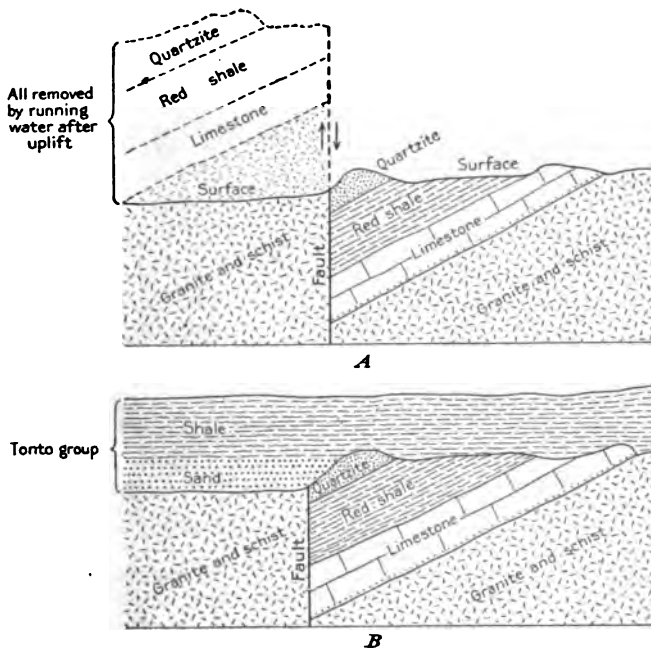 Quartzite
Red shale
Limestone
All removed
by running
water after
uplift
Surface
Granite and schist
Fault
Quartzite
Surface
Red shale
Limestone
Granite and schist
A
Tonto group
Shale
Sand
Quartzite
Red shale
Limestone
Granite and schist
Fault
Granite and schist
B